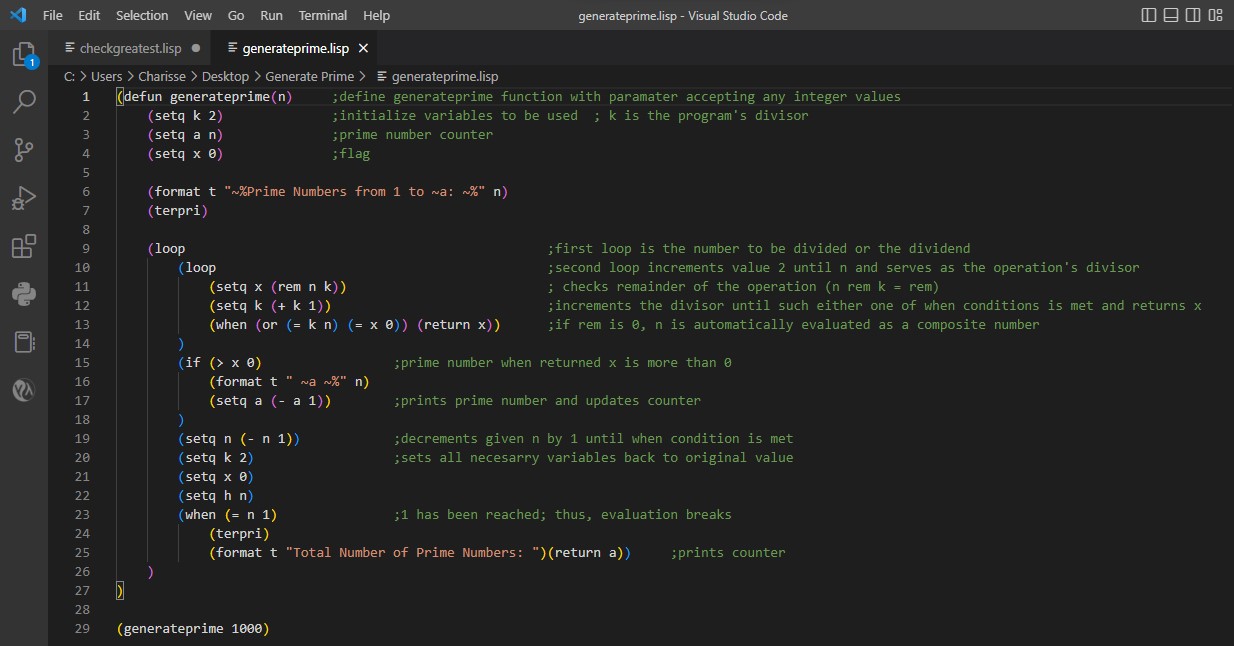 File Edit Selection View Go Run Terminal Help generateprime.lisp - Visual Studio Code
checkgreatest.lisp generateprime.lisp
C: > Users > Charisse > Desktop > Generate Prime > generateprime.lisp
1
1 (defun generateprime(n) ;define generateprime function with paramater accepting any integer values
2 (setq k 2) ;initialize variables to be used ; k is the program's divisor
3 (setq a n) ;prime number counter
4 (setq x 0) ;flag
5
6 (format t "~%Prime Numbers from 1 to ~a: ~%" n)
7 (terpri)
8
9 (loop ;first loop is the number to be divided or the dividend
10 (loop ;second loop increments value 2 until n and serves as the operation's divisor
11 (setq x (rem n k)) ; checks remainder of the operation (n rem k = rem)
12 (setq k (+ k 1)) ;increments the divisor until such either one of when conditions is met and returns x
13 (when (or (= k n) (= x 0)) (return x)) ;if rem is 0, n is automatically evaluated as a composite number
14 )
15 (if (> x 0) ;prime number when returned x is more than 0
16 (format t " ~a ~%" n)
17 (setq a (- a 1)) ;prints prime number and updates counter
18 )
19 (setq n (- n 1)) ;decrements given n by 1 until when condition is met
20 (setq k 2) ;sets all necesarry variables back to original value
21 (setq x 0)
22 (setq h n)
23 (when (= n 1) ;1 has been reached; thus, evaluation breaks
24 (terpri)
25 (format t "Total Number of Prime Numbers: ")(return a)) ;prints counter
26 )
27 )
28
29 (generateprime 1000)